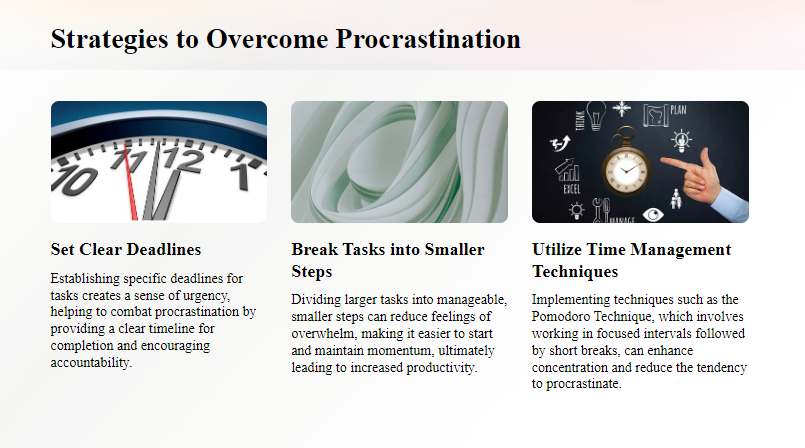 Strategies to Overcome Procrastination
10 11 12 1
THINK
PLAN
EXCEL
MANAGE
Set Clear Deadlines
Establishing specific deadlines for
tasks creates a sense of urgency,
helping to combat procrastination by
providing a clear timeline for
completion and encouraging
accountability.
Break Tasks into Smaller
Steps
Dividing larger tasks into manageable,
smaller steps can reduce feelings of
overwhelm, making it easier to start
and maintain momentum, ultimately
leading to increased productivity.
Utilize Time Management
Techniques
Implementing techniques such as the
Pomodoro Technique, which involves
working in focused intervals followed
by short breaks, can enhance
concentration and reduce the tendency
to procrastinate.